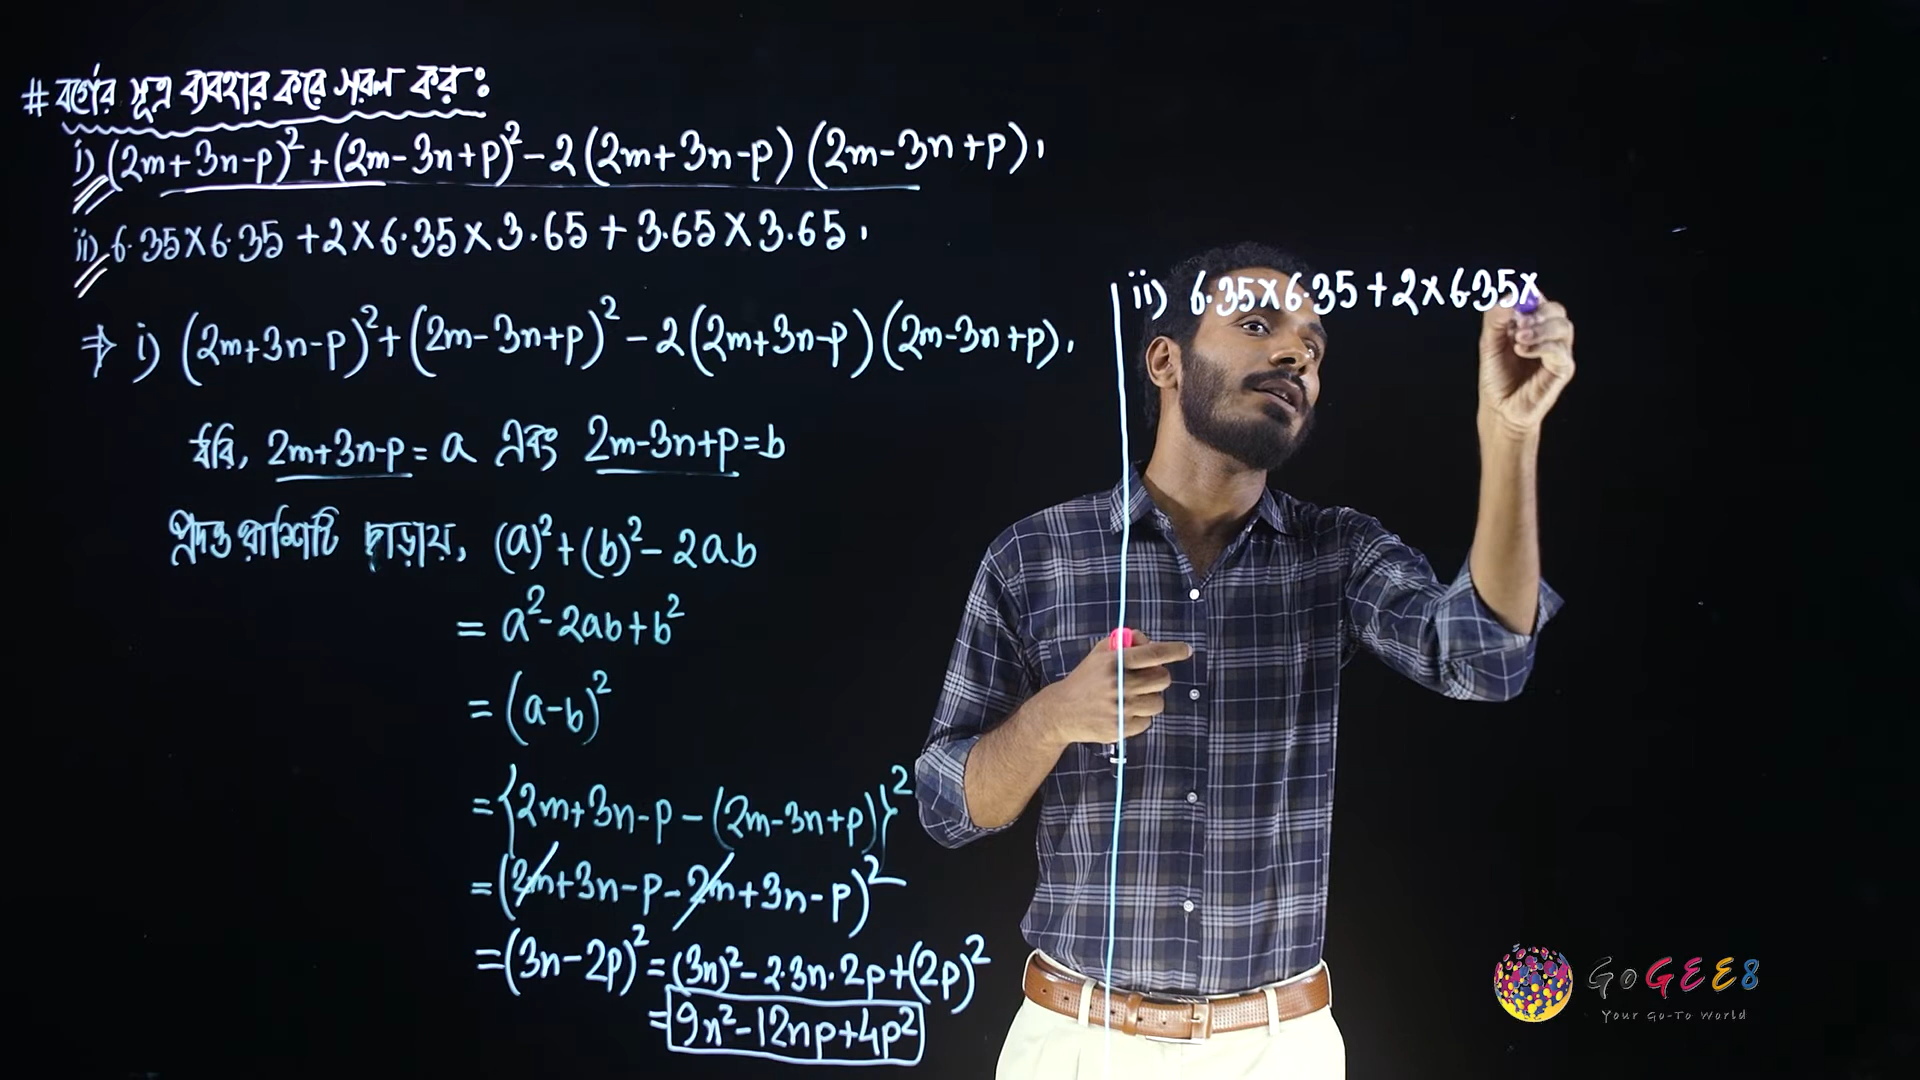 # বর্গের সূত্র ব্যবহার করে সরল কর:
i) (2m+3n-p)² + (2m-3n+p)² - 2(2m+3n-p) (2m-3n+p),
ii) 6.35×6.35 + 2×6.35×3.65 + 3.65×3.65,
⇒ i) (2m+3n-p)² + (2m-3n+p)² - 2(2m+3n-p) (2m-3n+p),
ধরি, 2m+3n-p = a এবং 2m-3n+p = b
প্রদত্ত রাশিটি দ্বাড়ায়, (a)² + (b)² - 2ab
= a² - 2ab + b²
= (a-b)²
= {2m+3n-p - (2m-3n+p)}²
= (2m+3n-p-2m+3n-p)²
= (3n-2p)² = (3n)² - 2.3n.2p + (2p)²
= 9n² - 12np + 4p²
ii) 6.35×6.35 + 2×6.35×
GoGEE8
Your Go-To World